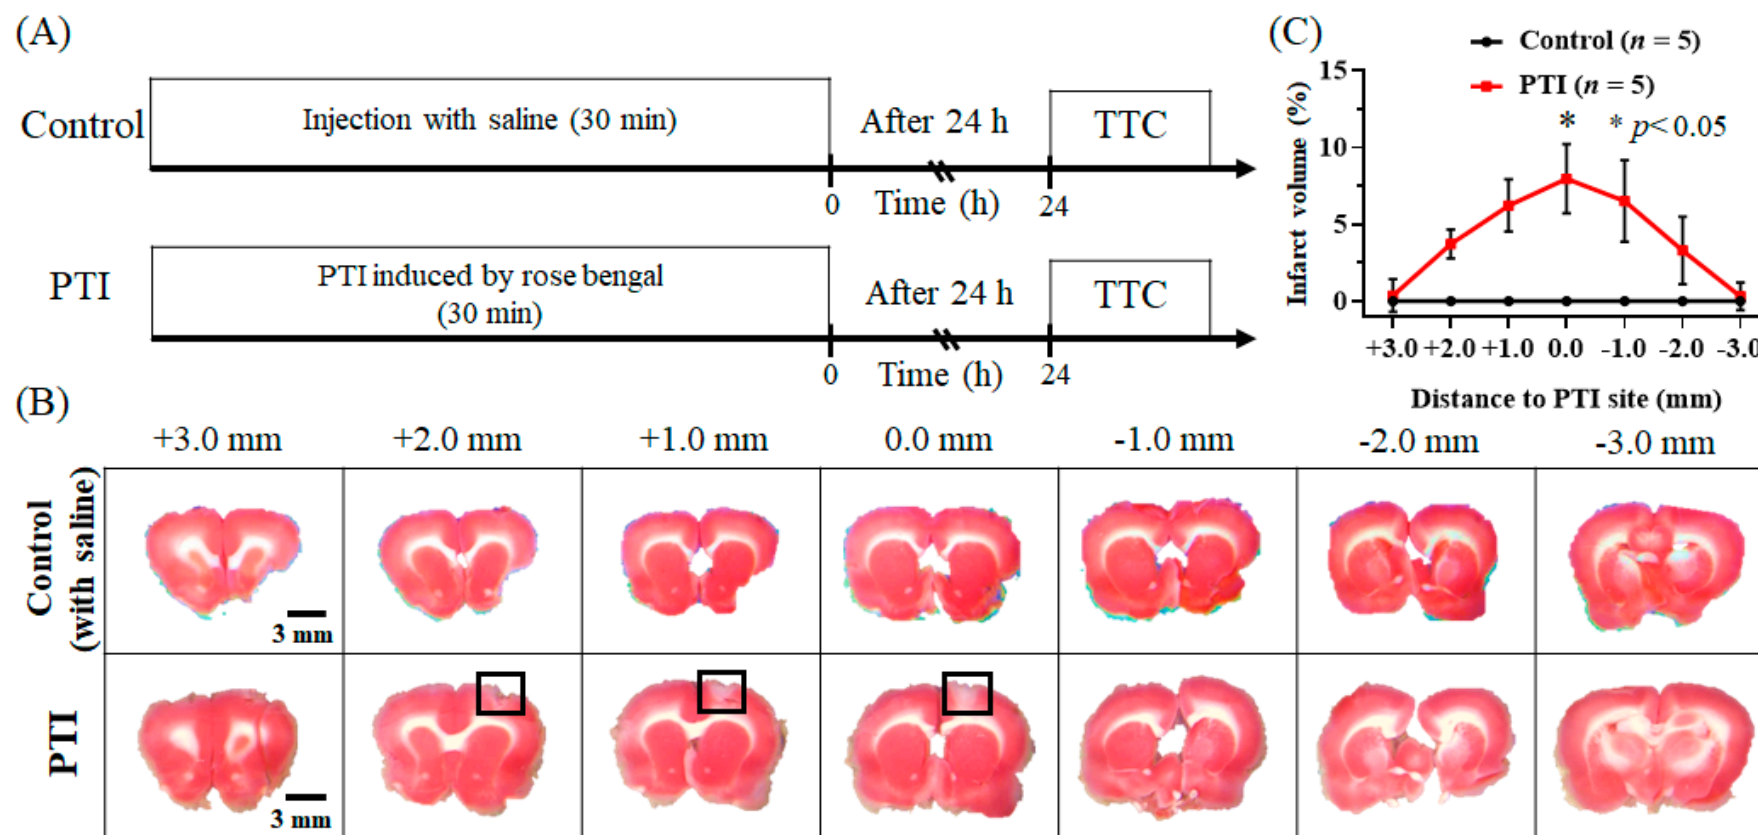 (A)
Control
Injection with saline (30 min)
After 24 h
TTC
0
Time (h)
24
PTI
PTI induced by rose bengal
(30 min)
After 24 h
TTC
0
Time (h)
24
(C)
Control (n = 5)
PTI (n = 5)
* p< 0.05
*
Infarct volume (%)
15
10
5
0
+3.0 +2.0 +1.0 0.0 -1.0 -2.0 -3.0
Distance to PTI site (mm)
(B)
+3.0 mm +2.0 mm +1.0 mm 0.0 mm -1.0 mm -2.0 mm -3.0 mm
Control
(with saline)
3 mm
PTI
3 mm